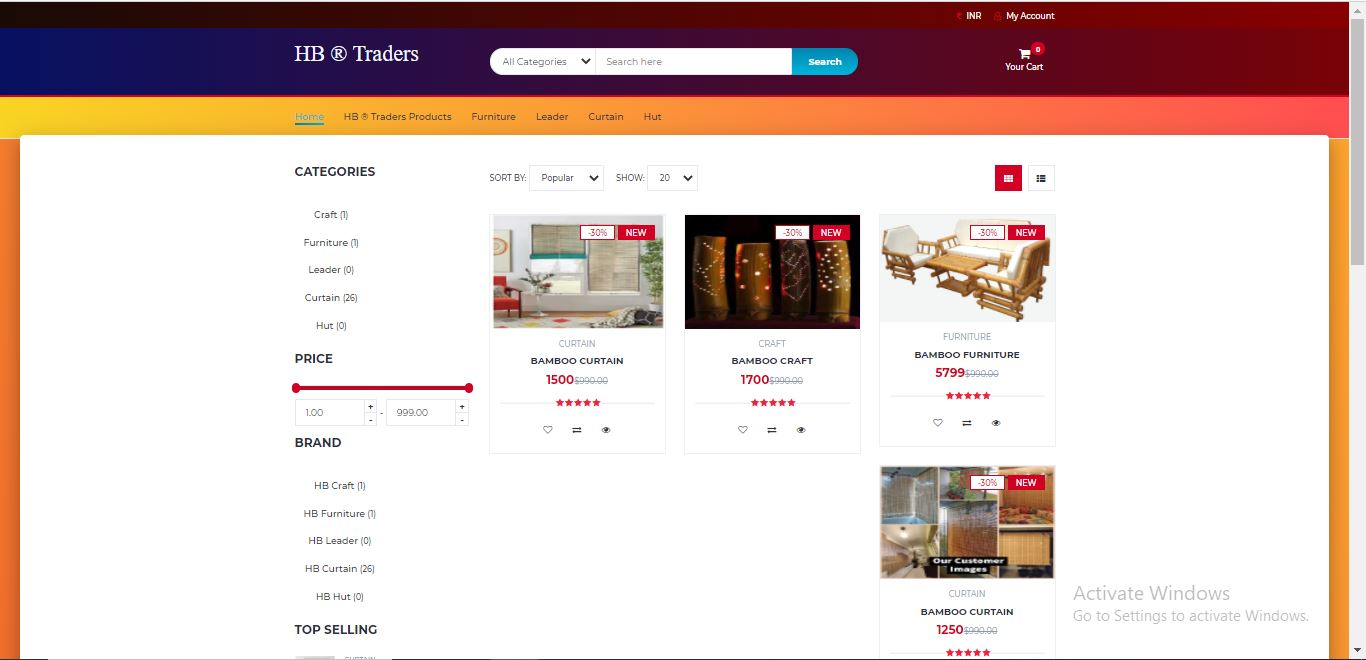 INR My Account
HB ® Traders
All Categories Search here Search
0
Your Cart
Home HB ® Traders Products Furniture Leader Curtain Hut
CATEGORIES
Craft (1)
Furniture (1)
Leader (0)
Curtain (26)
Hut (0)
PRICE
1.00 + - - 999.00 + -
BRAND
HB Craft (1)
HB Furniture (1)
HB Leader (0)
HB Curtain (26)
HB Hut (0)
TOP SELLING
CURTAIN
SORT BY: Popular SHOW: 20
-30% NEW
CURTAIN
BAMBOO CURTAIN
1500$990.00
-30% NEW
CRAFT
BAMBOO CRAFT
1700$990.00
-30% NEW
FURNITURE
BAMBOO FURNITURE
5799$990.00
-30% NEW
Our Customer
Images
CURTAIN
BAMBOO CURTAIN
1250$990.00
Activate Windows
Go to Settings to activate Windows.